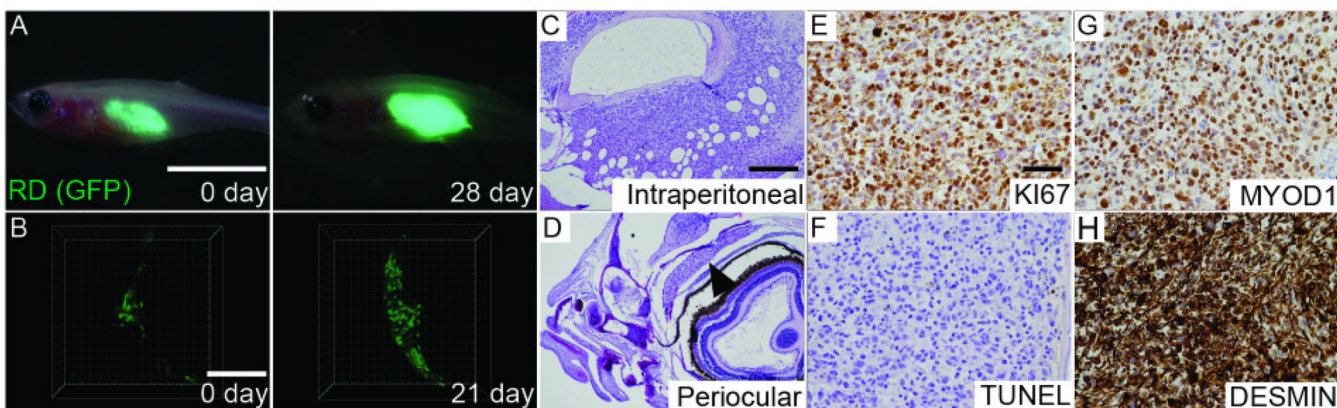 A
RD (GFP)
0 day
28 day
B
0 day
21 day
C
Intraperitoneal
D
Periocular
E
KI67
F
TUNEL
G
MYOD1
H
DESMIN